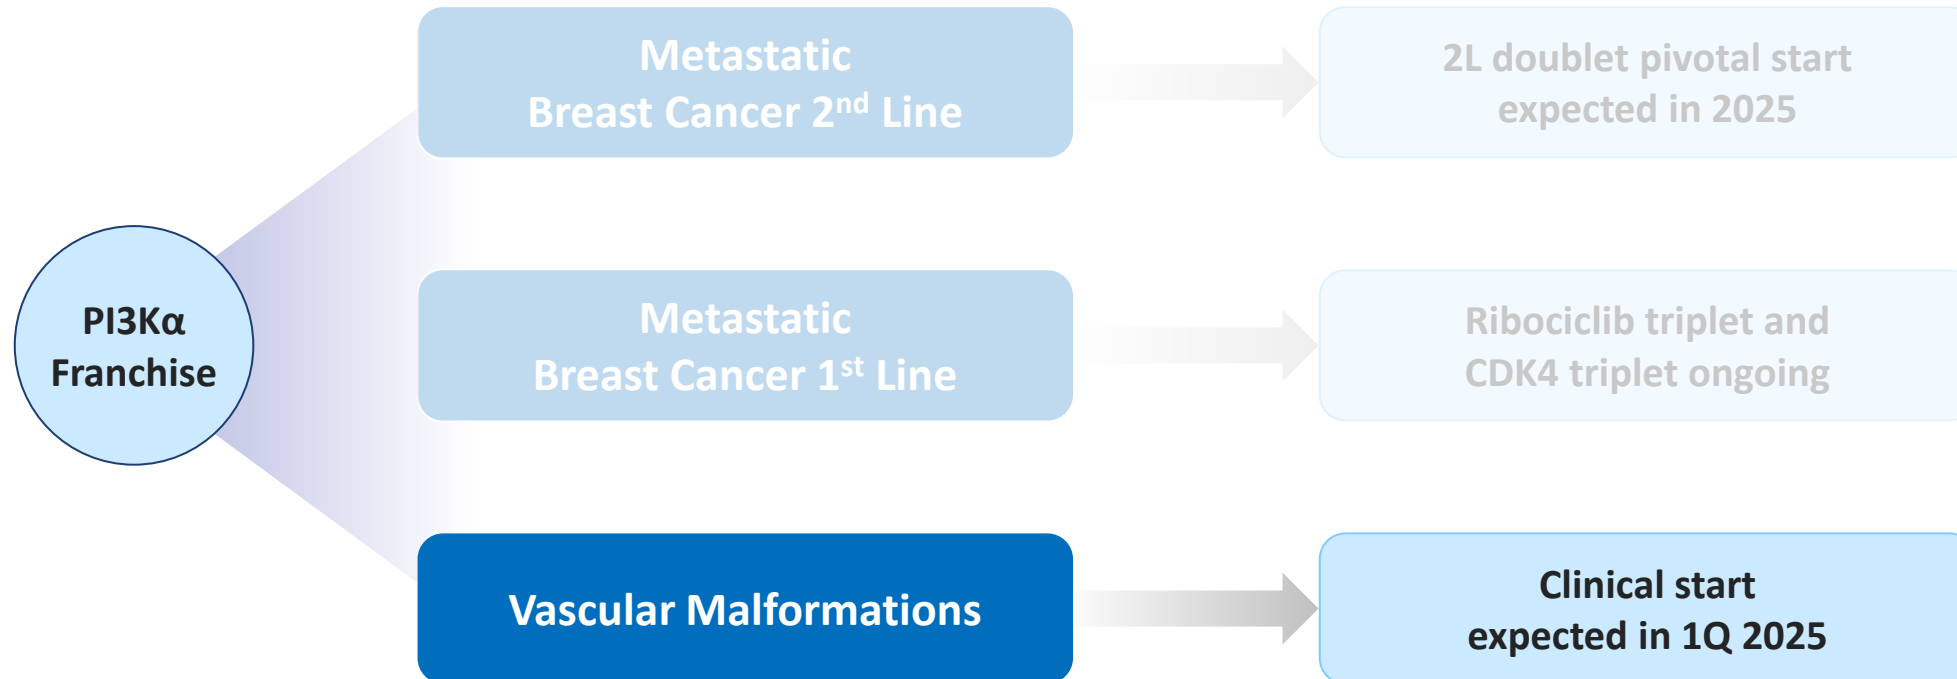 Metastatic
Breast Cancer 2nd Line
2L doublet pivotal start
expected in 2025
PI3Kα
Franchise
Metastatic
Breast Cancer 1st Line
Ribociclib triplet and
CDK4 triplet ongoing
Vascular Malformations
Clinical start
expected in 1Q 2025